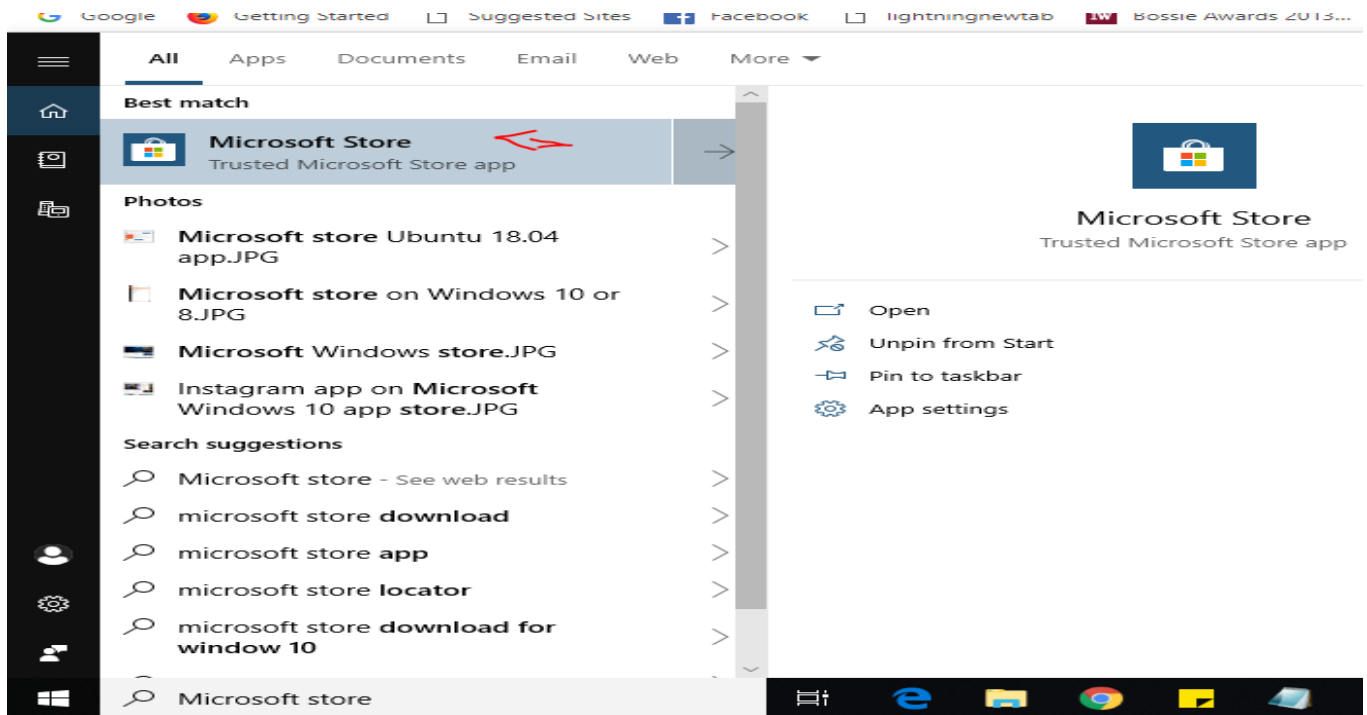 Google Getting Started Suggested Sites Facebook lightningnewtab IW Bossie Awards 2013...
All Apps Documents Email Web More
Best match
Microsoft Store
Trusted Microsoft Store app
Photos
Microsoft store Ubuntu 18.04
app.JPG
Microsoft store on Windows 10 or
8.JPG
Microsoft Windows store.JPG
Instagram app on Microsoft
Windows 10 app store.JPG
Search suggestions
Microsoft store - See web results
microsoft store download
microsoft store app
microsoft store locator
microsoft store download for
window 10
Microsoft store
Microsoft Store
Trusted Microsoft Store app
Open
Unpin from Start
Pin to taskbar
App settings